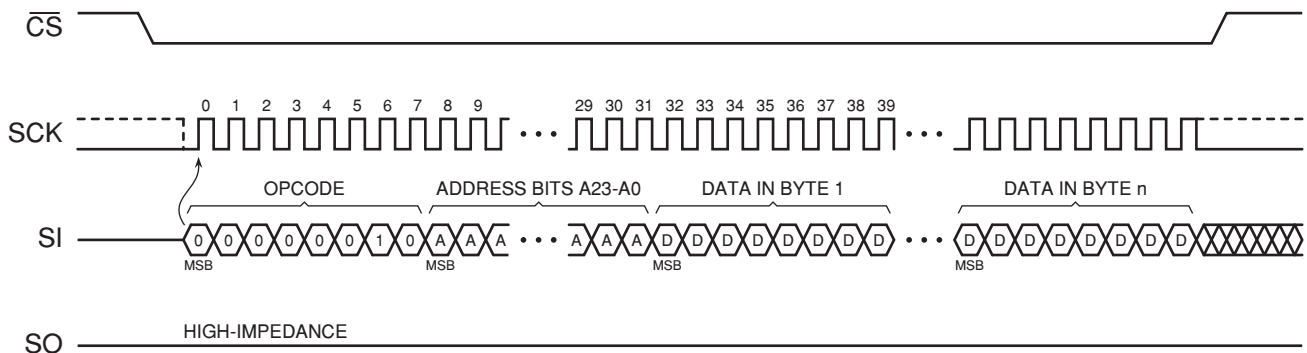 CS
0 1 2 3 4 5 6 7 8 9 29 30 31 32 33 34 35 36 37 38 39
SCK
OPCODE ADDRESS BITS A23-A0 DATA IN BYTE 1 DATA IN BYTE n
SI 0 0 0 0 0 0 1 0 A A A A A A D D D D D D D D D D D D D D D D
MSB MSB MSB MSB
HIGH-IMPEDANCE
SO